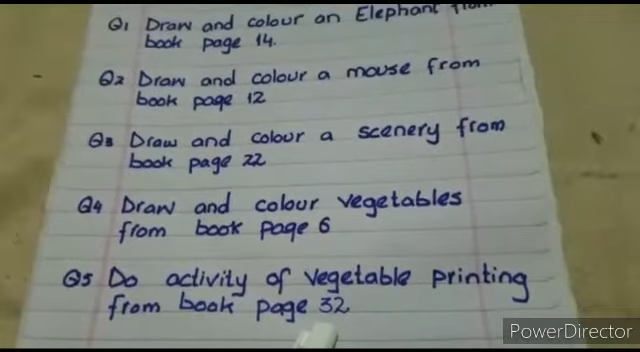 Q1 Draw and colour an Elephant from
book page 14.
Q2 Draw and colour a mouse from
book page 12
Q3 Draw and colour a scenery from
book page 22
Q4 Draw and colour vegetables
from book page 6
Q5 Do activity of vegetable printing
from book page 32
PowerDirector